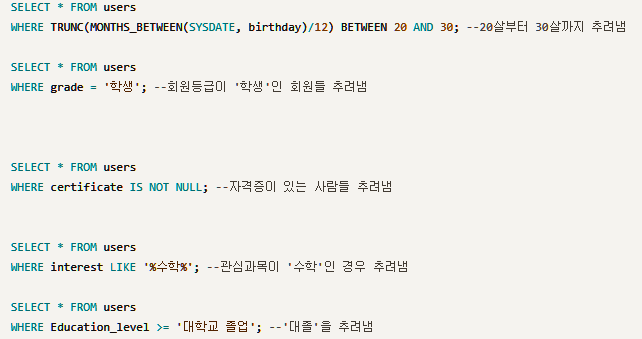 SELECT * FROM users
WHERE TRUNC(MONTHS_BETWEEN(SYSDATE, birthday)/12) BETWEEN 20 AND 30; --20살부터 30살까지 추려냄
SELECT * FROM users
WHERE grade = '학생'; --회원등급이 '학생'인 회원들 추려냄
SELECT * FROM users
WHERE certificate IS NOT NULL; --자격증이 있는 사람들 추려냄
SELECT * FROM users
WHERE interest LIKE '%수학%'; --관심과목이 '수학'인 경우 추려냄
SELECT * FROM users
WHERE Education_level >= '대학교 졸업'; --'대졸'을 추려냄